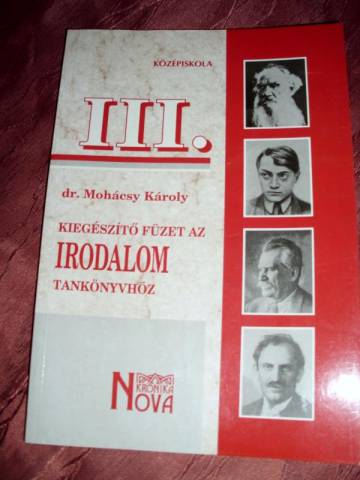 KÖZÉPISKOLA
III.
dr. Mohácsy Károly
KIEGÉSZÍTŐ FÜZET AZ
IRODALOM
TANKÖNYVHÖZ
KRÓNIKA
NOVA